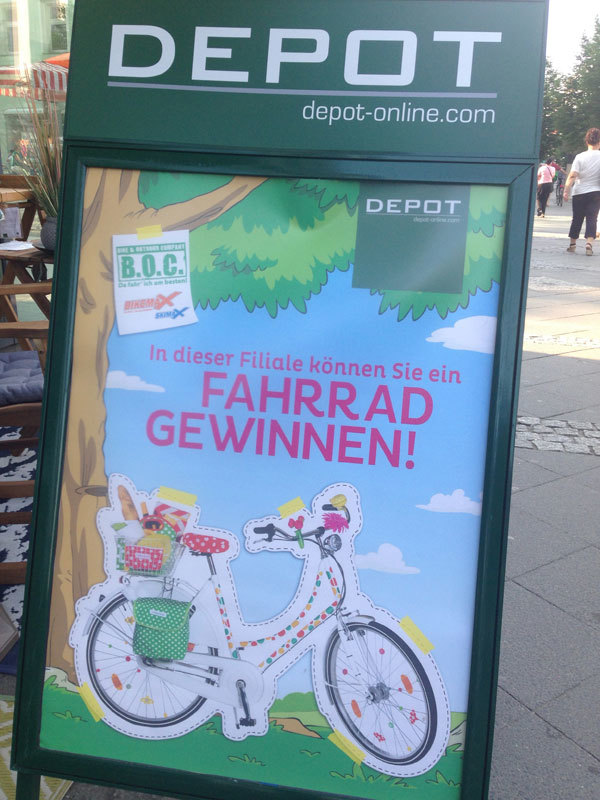 DEPOT
depot-online.com
DEPOT
depot-online.com
BIKE & OUTDOOR COMPANY
B.O.C.
Da fahr' ich am besten!
BIKEMAX
SKIMAX
In dieser Filiale können Sie ein
FAHRRAD
GEWINNEN!